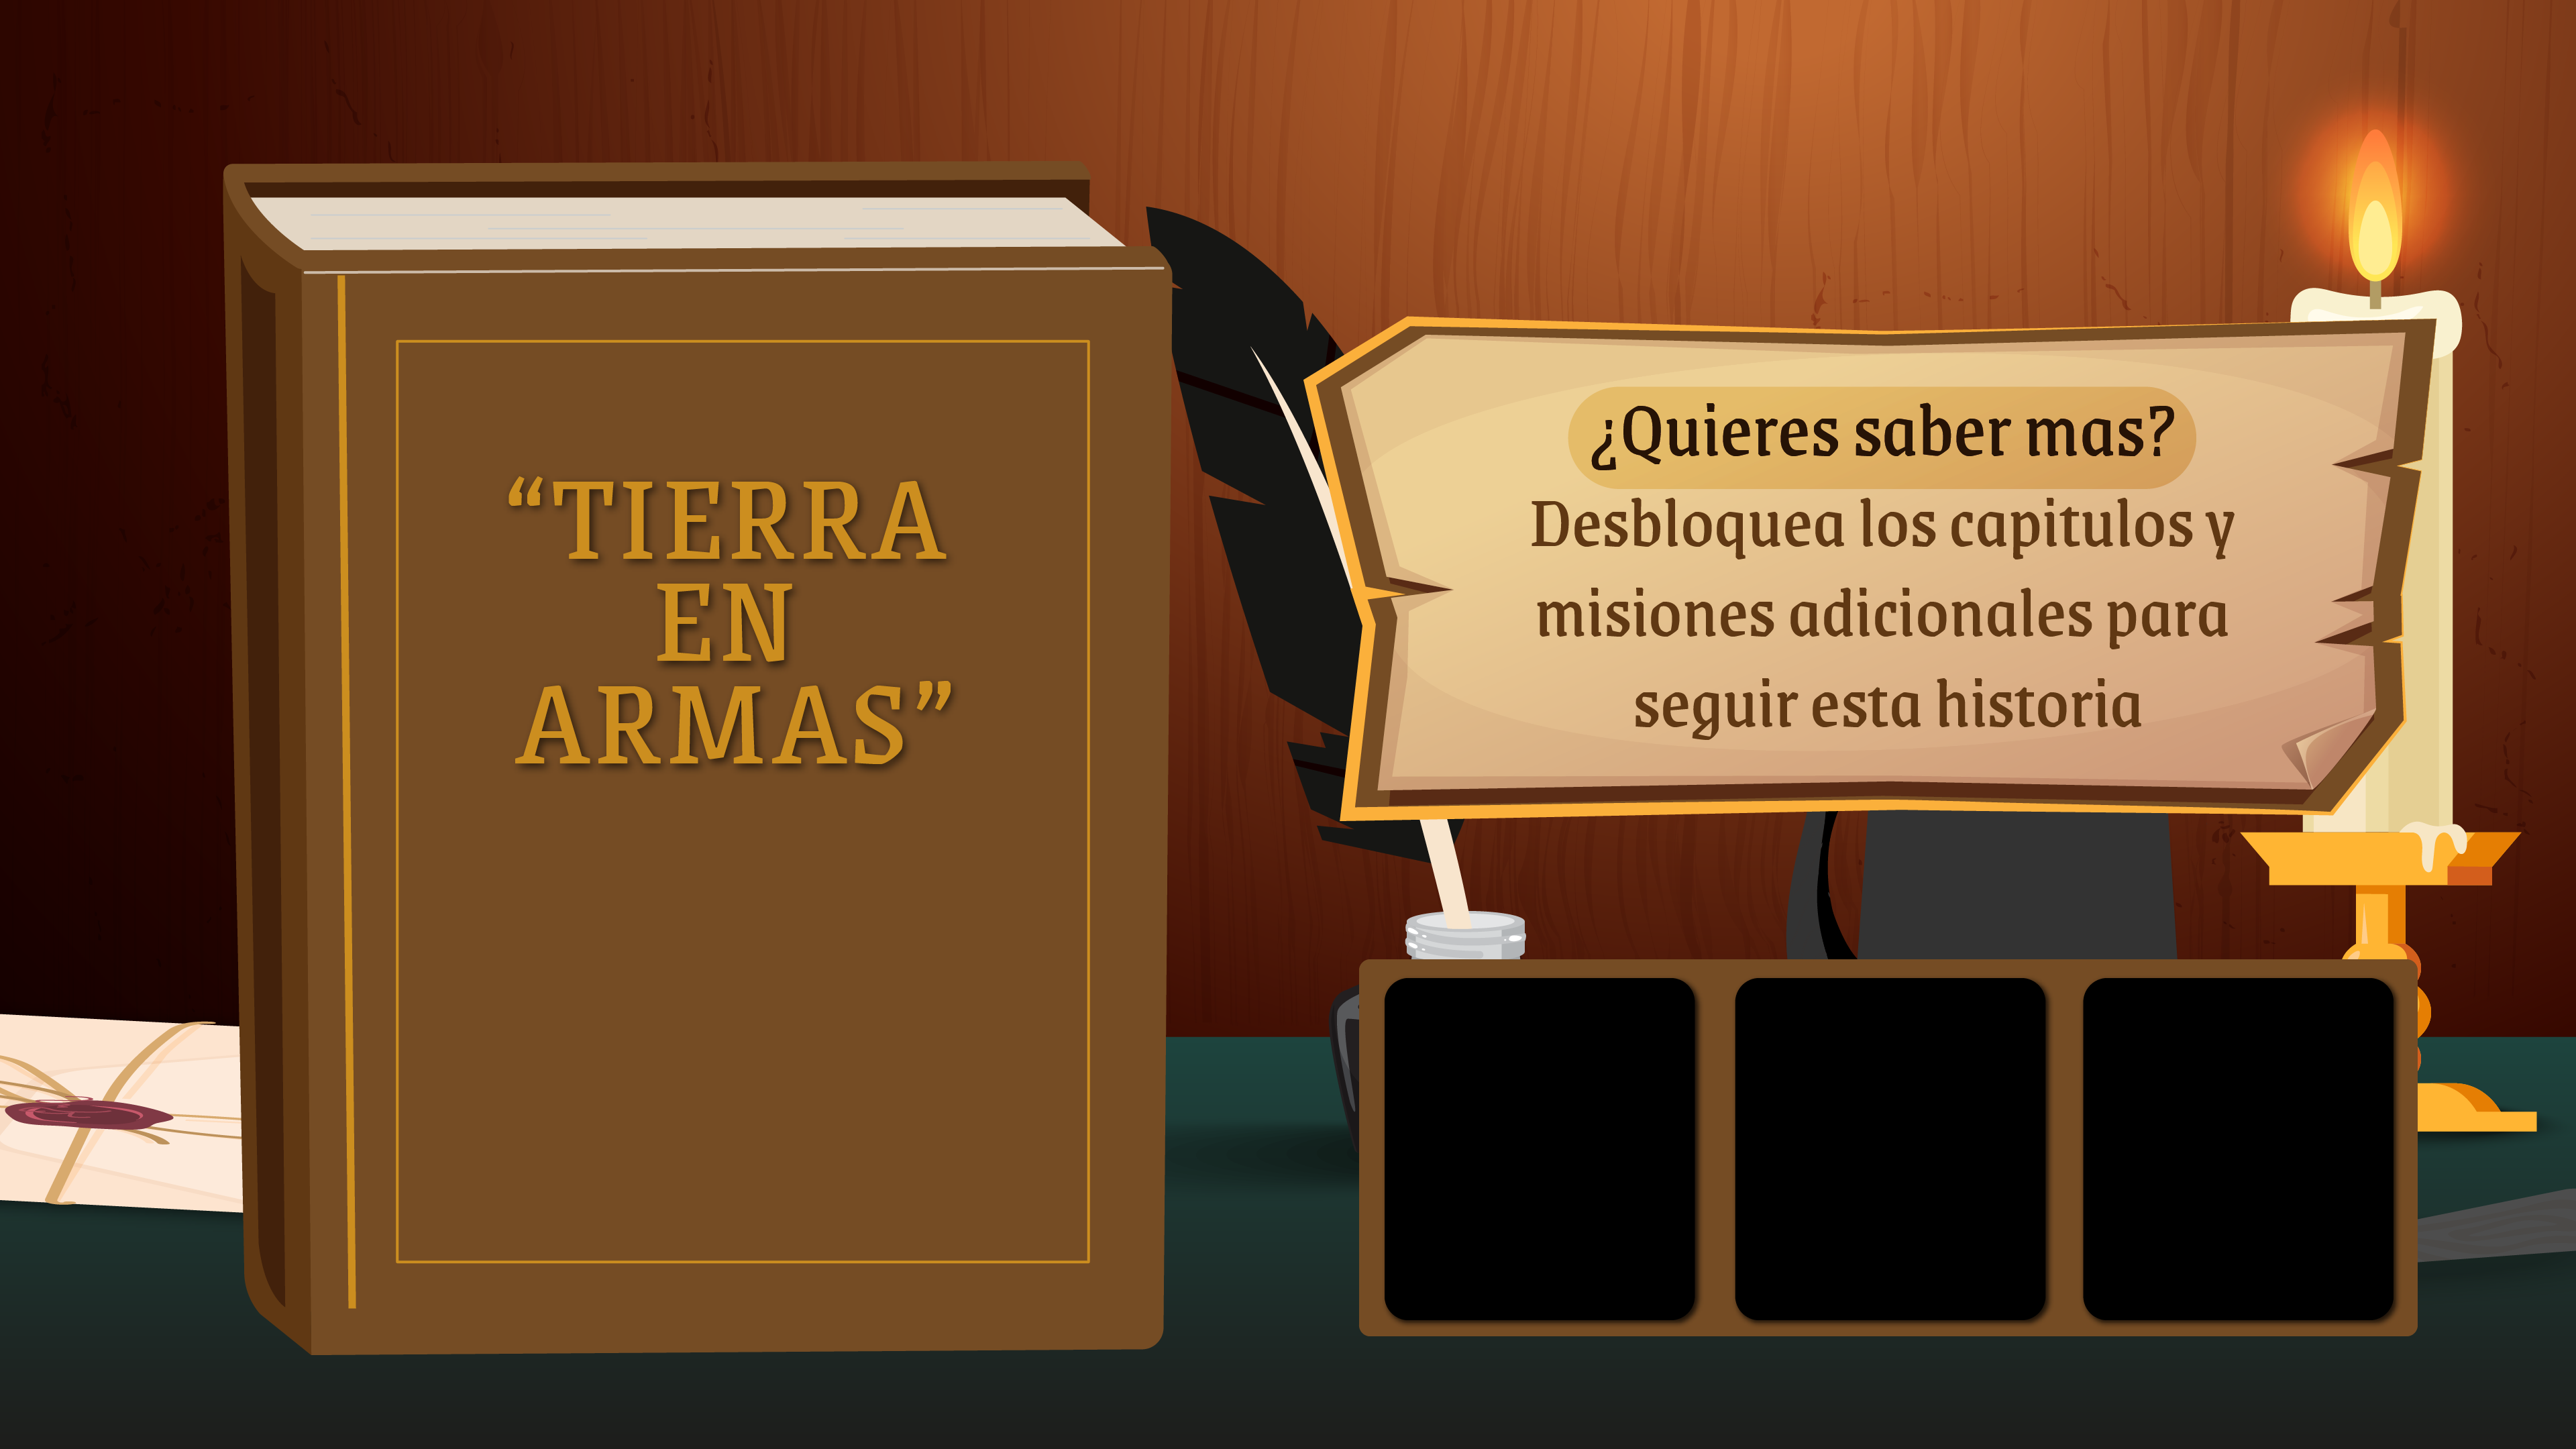 “TIERRA
EN
ARMAS”
¿Quieres saber mas?
Desbloquea los capitulos y
misiones adicionales para
seguir esta historia